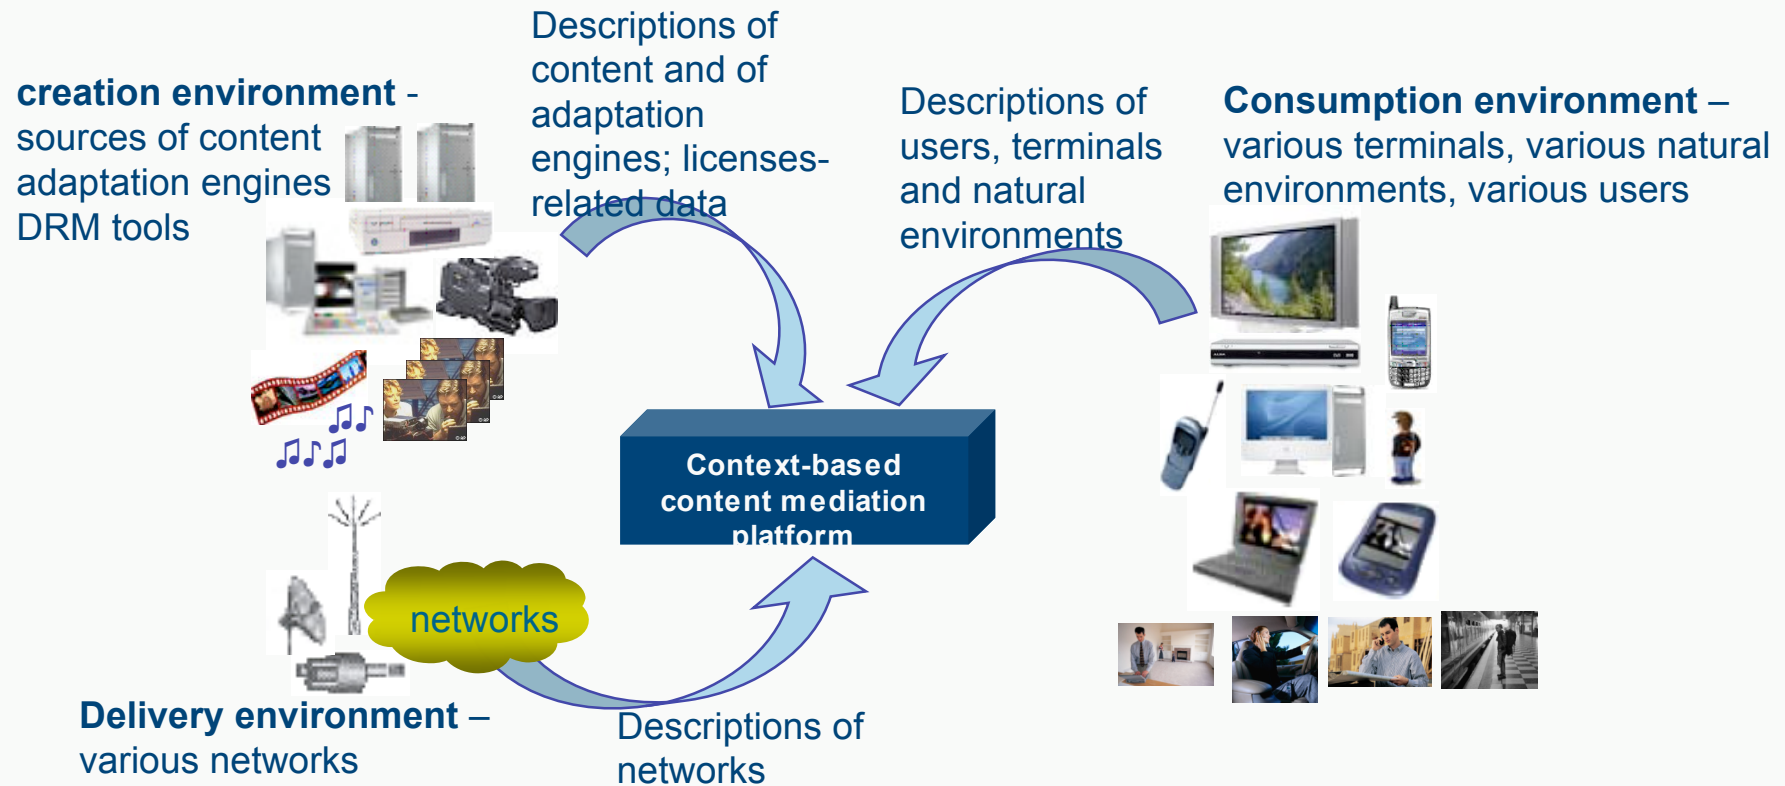 creation environment -
sources of content
adaptation engines
DRM tools
Descriptions of
content and of
adaptation
engines; licenses-
related data
Descriptions of
users, terminals
and natural
environments
Consumption environment –
various terminals, various natural
environments, various users
Context-based
content mediation
platform
networks
Delivery environment –
various networks
Descriptions of
networks